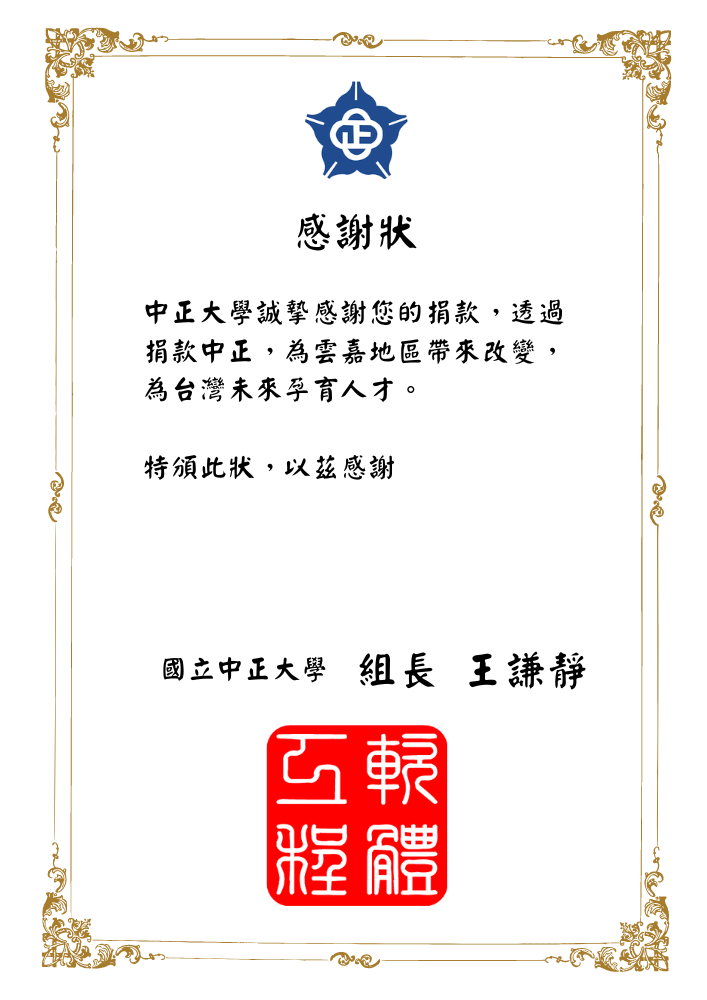 正
感謝狀
中正大學誠摯感謝您的捐款，透過
捐款中正，為雲嘉地區帶來改變，
為台灣未來孕育人才。
特頒此狀，以茲感謝
國立中正大學 組長 王謙靜
軟體
工程